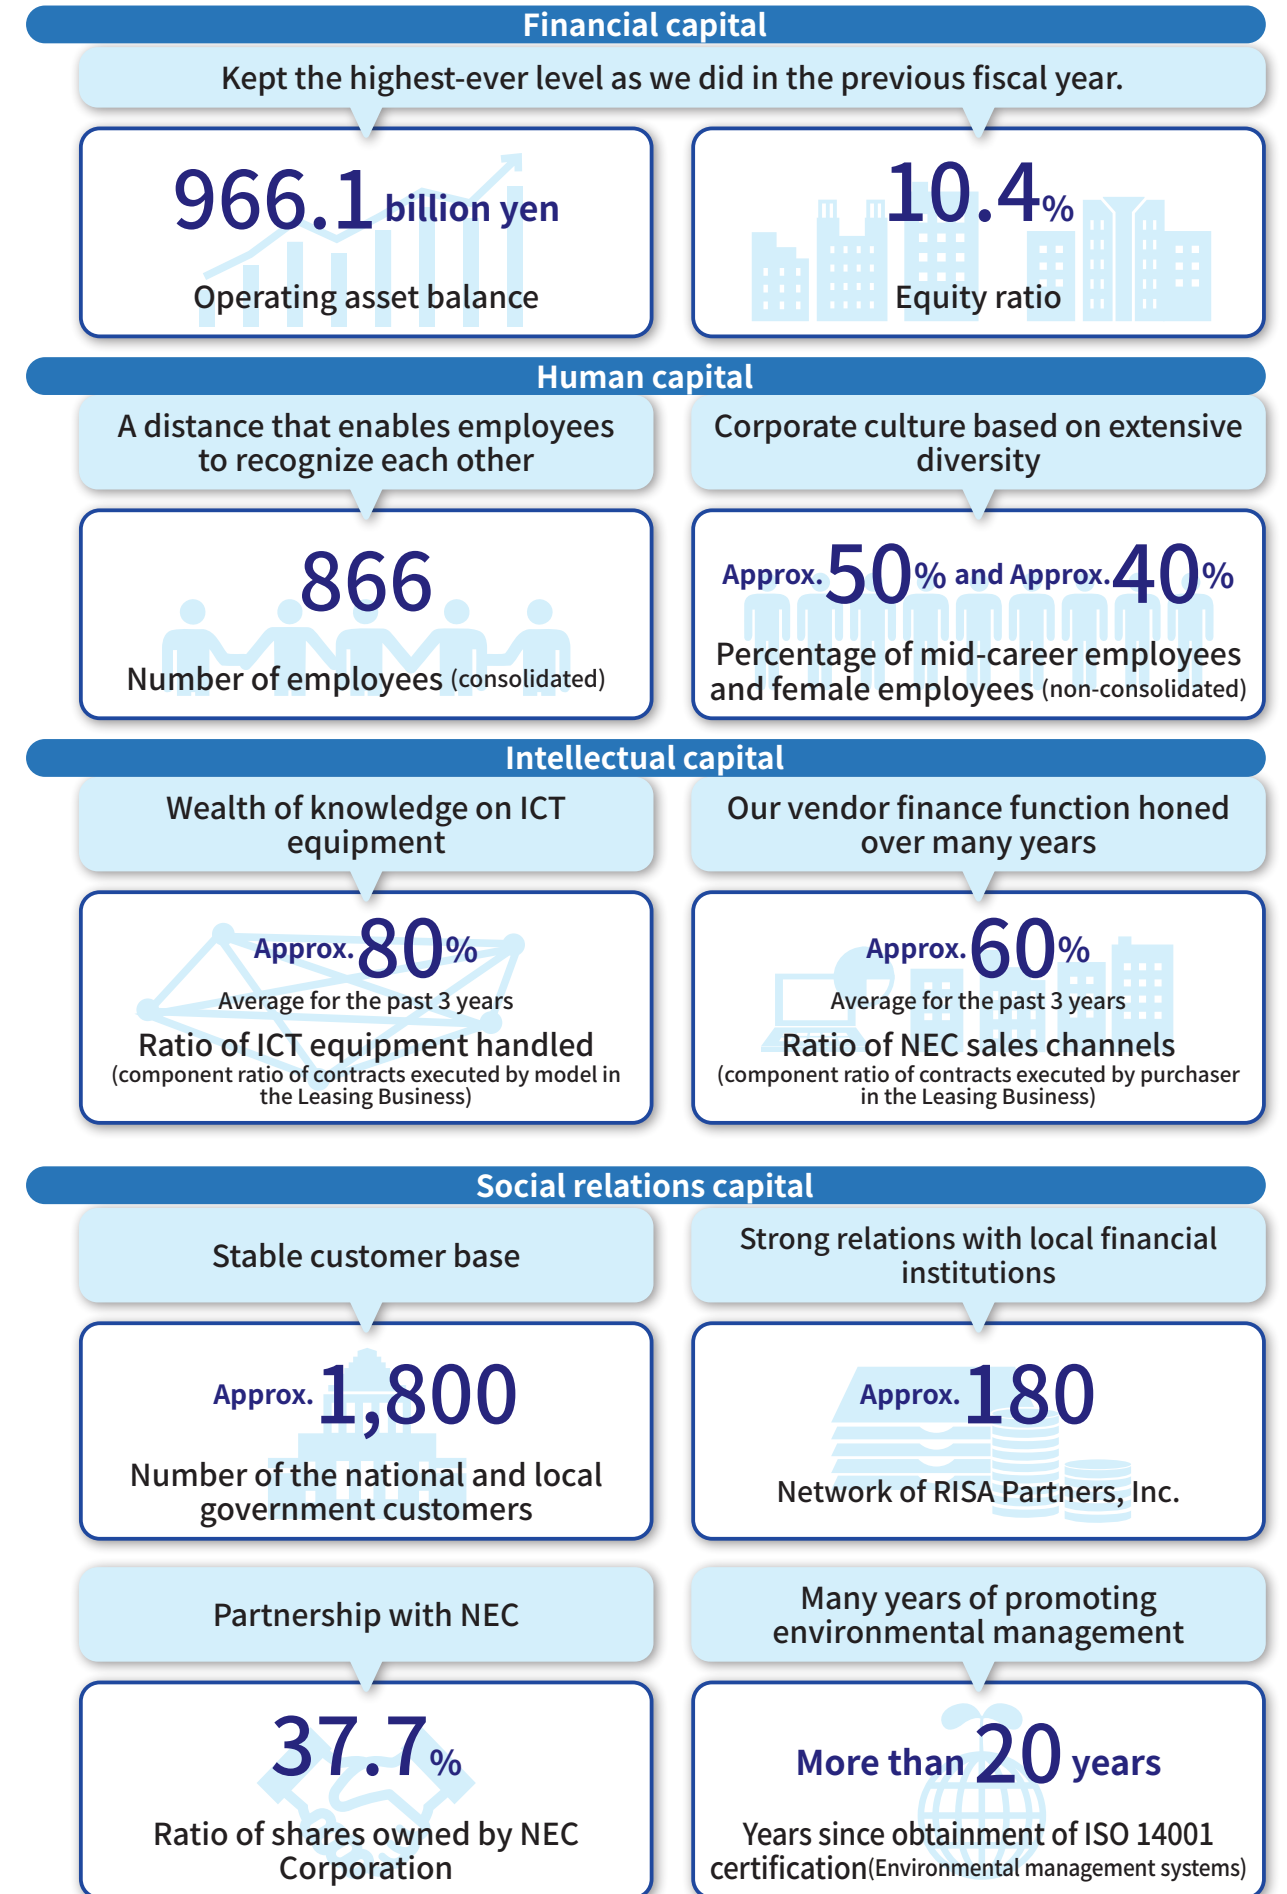 Financial capital
Kept the highest-ever level as we did in the previous fiscal year.
966.1 billion yen
Operating asset balance
10.4%
Equity ratio
Human capital
A distance that enables employees
to recognize each other
866
Number of employees (consolidated)
Corporate culture based on extensive
diversity
Approx. 50% and Approx. 40%
Percentage of mid-career employees
and female employees (non-consolidated)
Intellectual capital
Wealth of knowledge on ICT
equipment
Approx. 80%
Average for the past 3 years
Ratio of ICT equipment handled
(component ratio of contracts executed by model in
the Leasing Business)
Our vendor finance function honed
over many years
Approx. 60%
Average for the past 3 years
Ratio of NEC sales channels
(component ratio of contracts executed by purchaser
in the Leasing Business)
Social relations capital
Stable customer base
Approx. 1,800
Number of the national and local
government customers
Strong relations with local financial
institutions
Approx. 180
Network of RISA Partners, Inc.
Partnership with NEC
37.7%
Ratio of shares owned by NEC
Corporation
Many years of promoting
environmental management
More than 20 years
Years since obtainment of ISO 14001
certification(Environmental management systems)